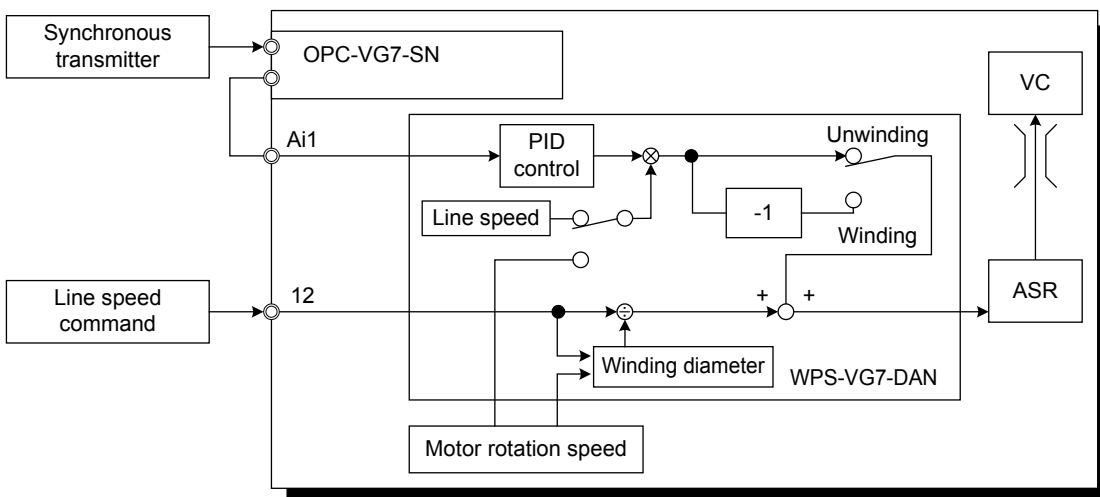 Synchronous
transmitter
OPC-VG7-SN
VC
Ai1
PID
control
Unwinding
Line speed
-1
Winding
Line speed
command
12
+ +
ASR
Winding diameter
WPS-VG7-DAN
Motor rotation speed